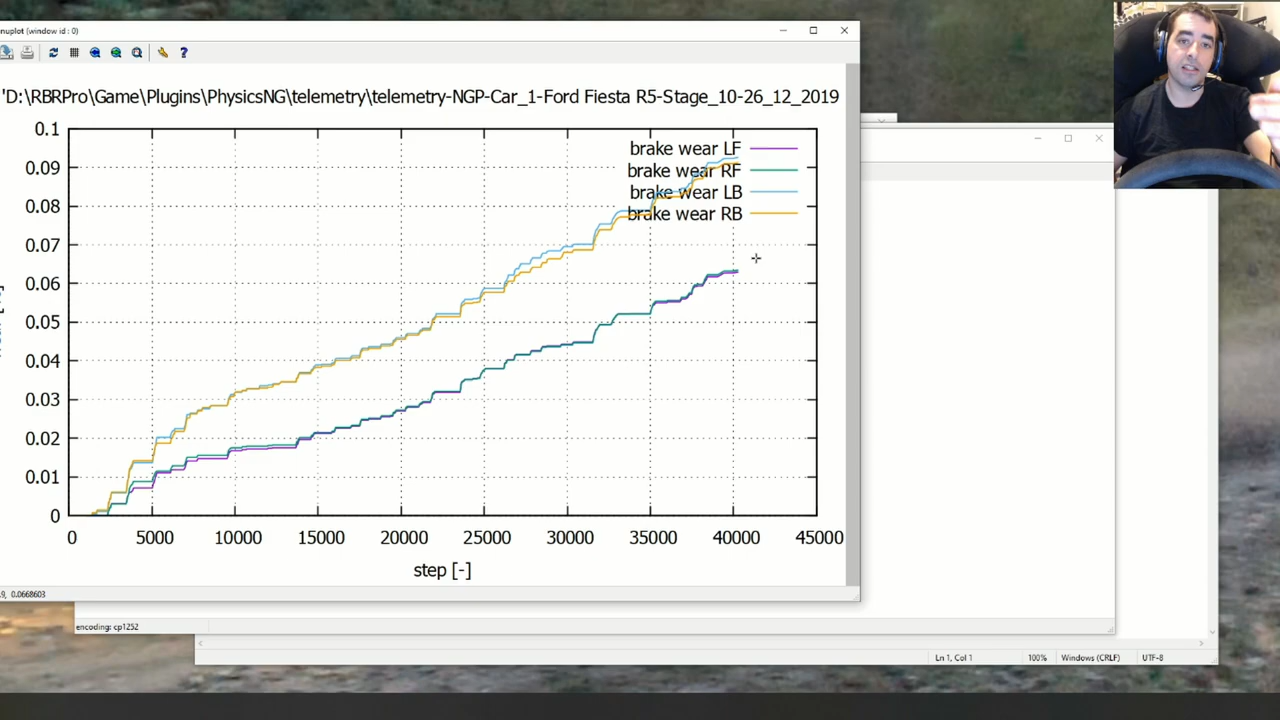 nuplot (window id : 0)
?
'D:\RBRPro\Game\Plugins\PhysicsNG\telemetry\telemetry-NGP-Car_1-Ford Fiesta R5-Stage_10-26_12_2019
0.1
0.09
0.08
0.07
0.06
0.05
0.04
0.03
0.02
0.01
0
brake wear LF
brake wear RF
brake wear LB
brake wear RB
0 5000 10000 15000 20000 25000 30000 35000 40000 45000
step [-]
9, 0.0668603
encoding: cp1252
Ln 1, Col 1 100% Windows (CRLF) UTF-8